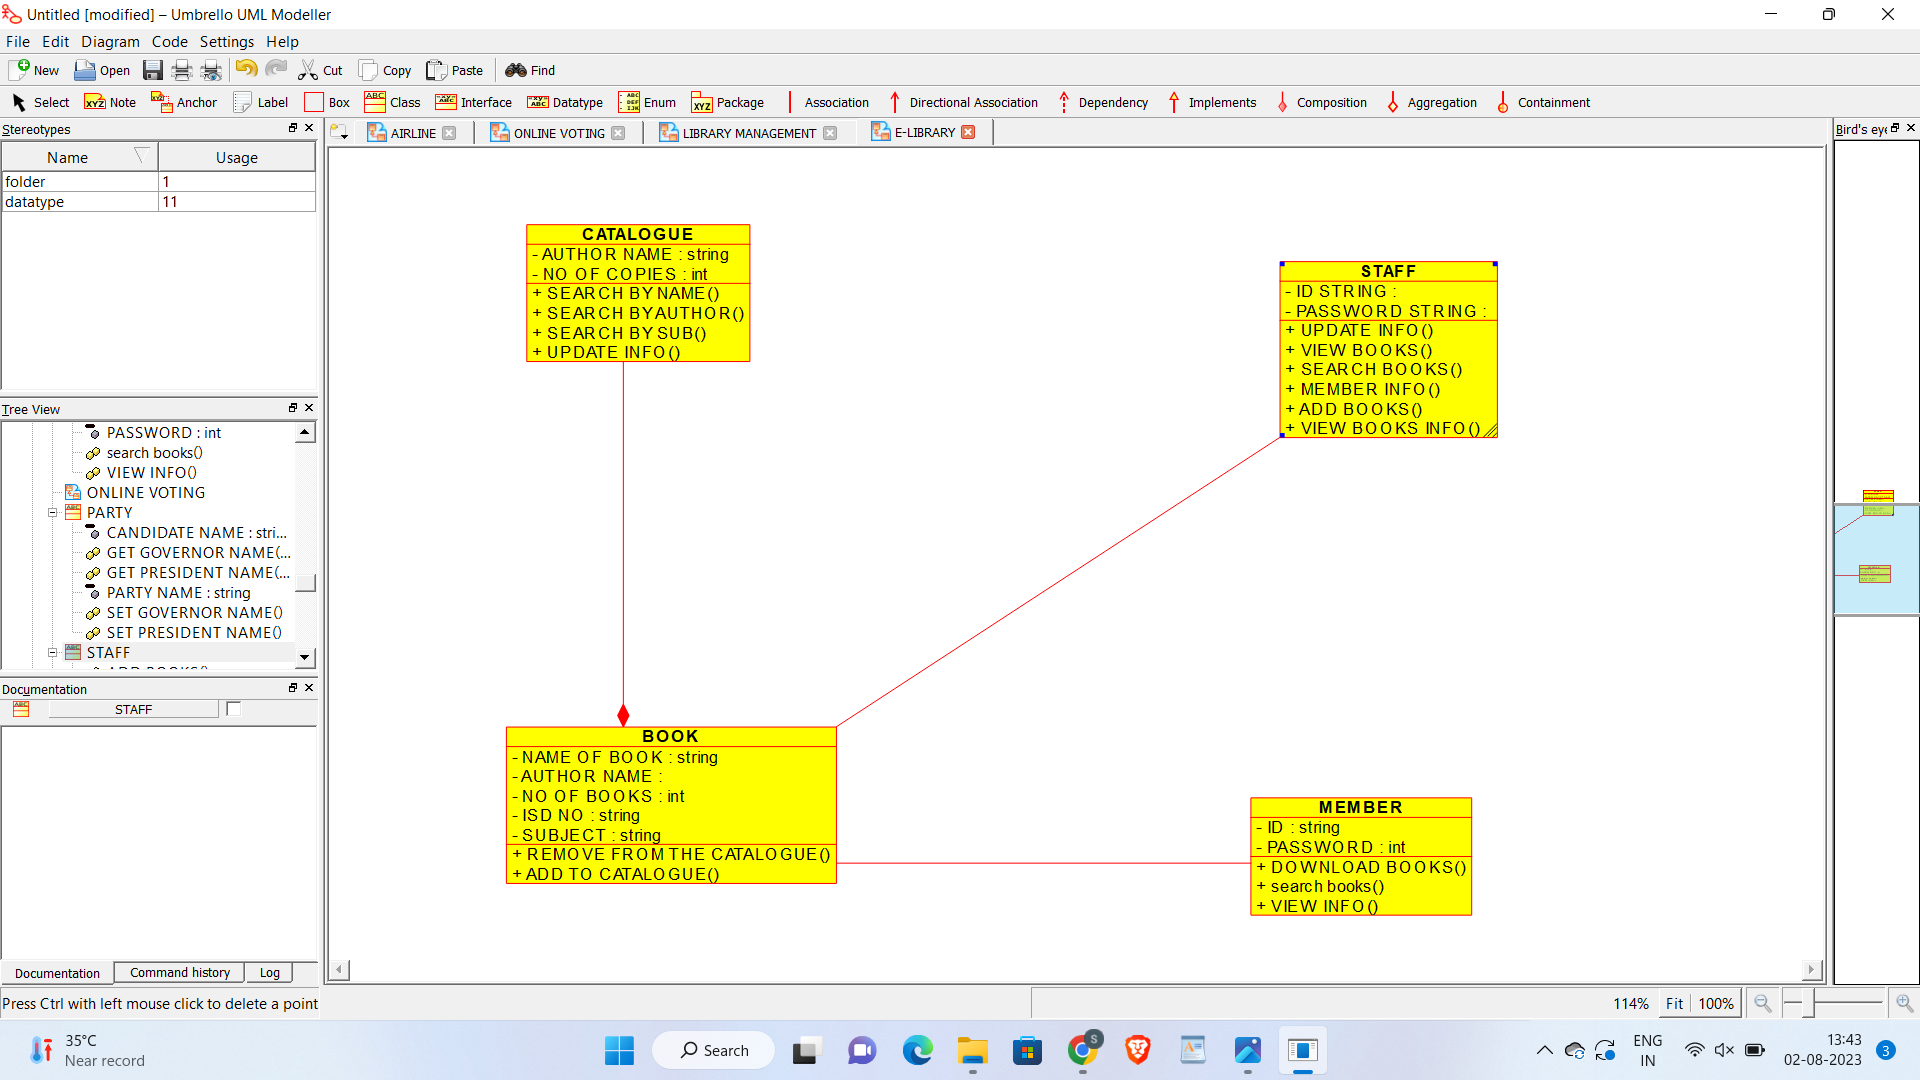 Untitled [modified] – Umbrello UML Modeller
File Edit Diagram Code Settings Help
New Open Cut Copy Paste Find
Select Note Anchor Label Box Class Interface Datatype Enum Package Association Directional Association Dependency Implements Composition Aggregation Containment
Stereotypes
Name Usage
folder 1
datatype 11
Tree View
PASSWORD : int
search books()
VIEW INFO()
ONLINE VOTING
PARTY
CANDIDATE NAME : stri...
GET GOVERNOR NAME(...
GET PRESIDENT NAME(...
PARTY NAME : string
SET GOVERNOR NAME()
SET PRESIDENT NAME()
STAFF
Documentation
STAFF
Documentation Command history Log
Press Ctrl with left mouse click to delete a point
AIRLINE ONLINE VOTING LIBRARY MANAGEMENT E-LIBRARY
CATALOGUE
- AUTHOR NAME : string
- NO OF COPIES : int
+ SEARCH BY NAME()
+ SEARCH BY AUTHOR()
+ SEARCH BY SUB()
+ UPDATE INFO()
STAFF
- ID STRING :
- PASSWORD STRING :
+ UPDATE INFO()
+ VIEW BOOKS()
+ SEARCH BOOKS()
+ MEMBER INFO()
+ ADD BOOKS()
+ VIEW BOOKS INFO()
BOOK
- NAME OF BOOK : string
- AUTHOR NAME :
- NO OF BOOKS : int
- ISD NO : string
- SUBJECT : string
+ REMOVE FROM THE CATALOGUE()
+ ADD TO CATALOGUE()
MEMBER
- ID : string
- PASSWORD : int
+ DOWNLOAD BOOKS()
+ search books()
+ VIEW INFO()
Bird's eye
114% Fit 100%
35°C
Near record
Search
S
ENG
IN
13:43
02-08-2023
3